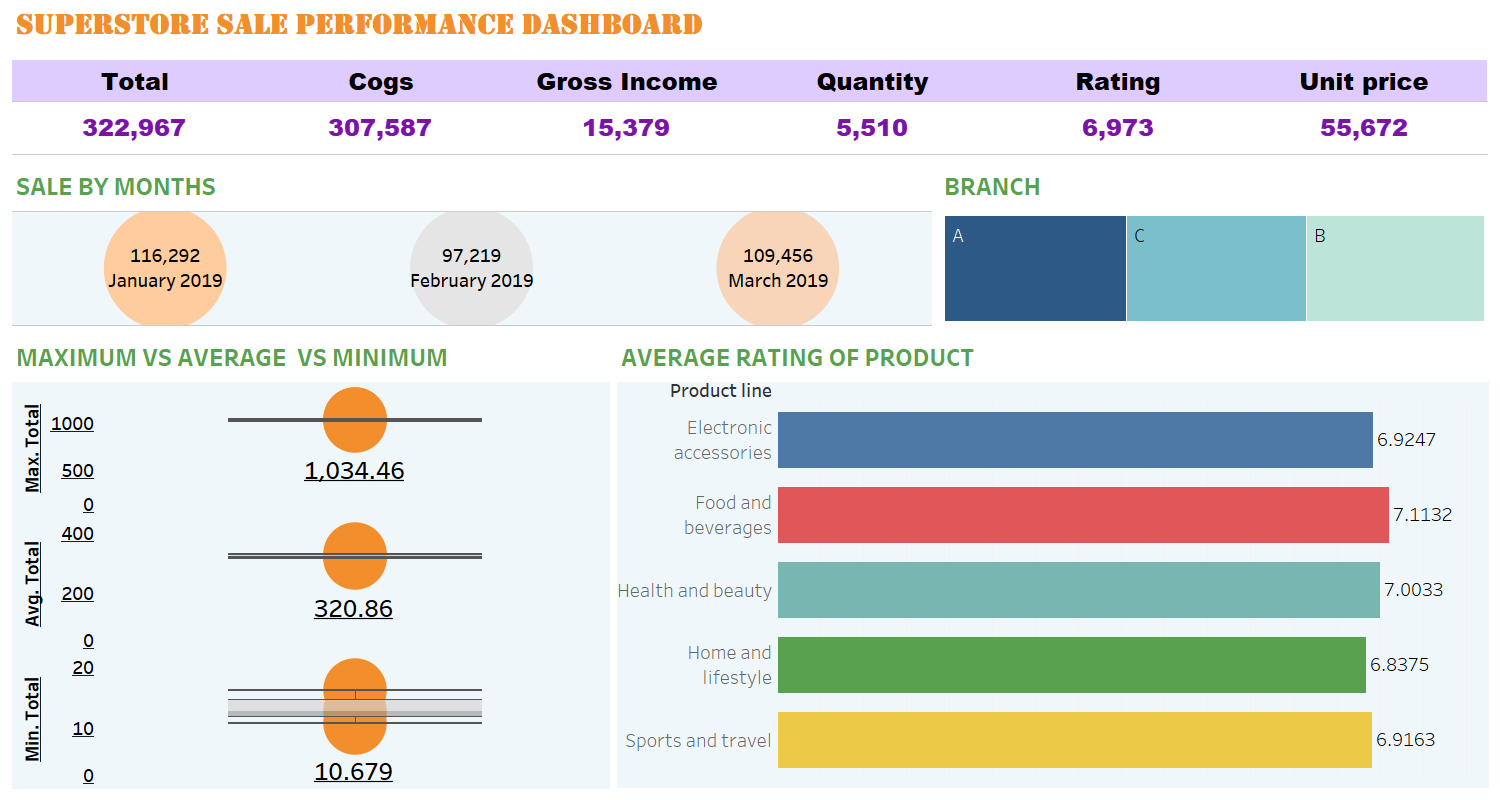 SUPERSTORE SALE PERFORMANCE DASHBOARD
Total Cogs Gross Income Quantity Rating Unit price
322,967 307,587 15,379 5,510 6,973 55,672
SALE BY MONTHS
116,292
January 2019
97,219
February 2019
109,456
March 2019
BRANCH
A
C
B
MAXIMUM VS AVERAGE  VS MINIMUM
Max. Total
1000
500
0
1,034.46
Avg. Total
400
200
0
320.86
Min. Total
20
10
0
10.679
AVERAGE RATING OF PRODUCT
Product line
Electronic
accessories
6.9247
Food and
beverages
7.1132
Health and beauty
7.0033
Home and
lifestyle
6.8375
Sports and travel
6.9163